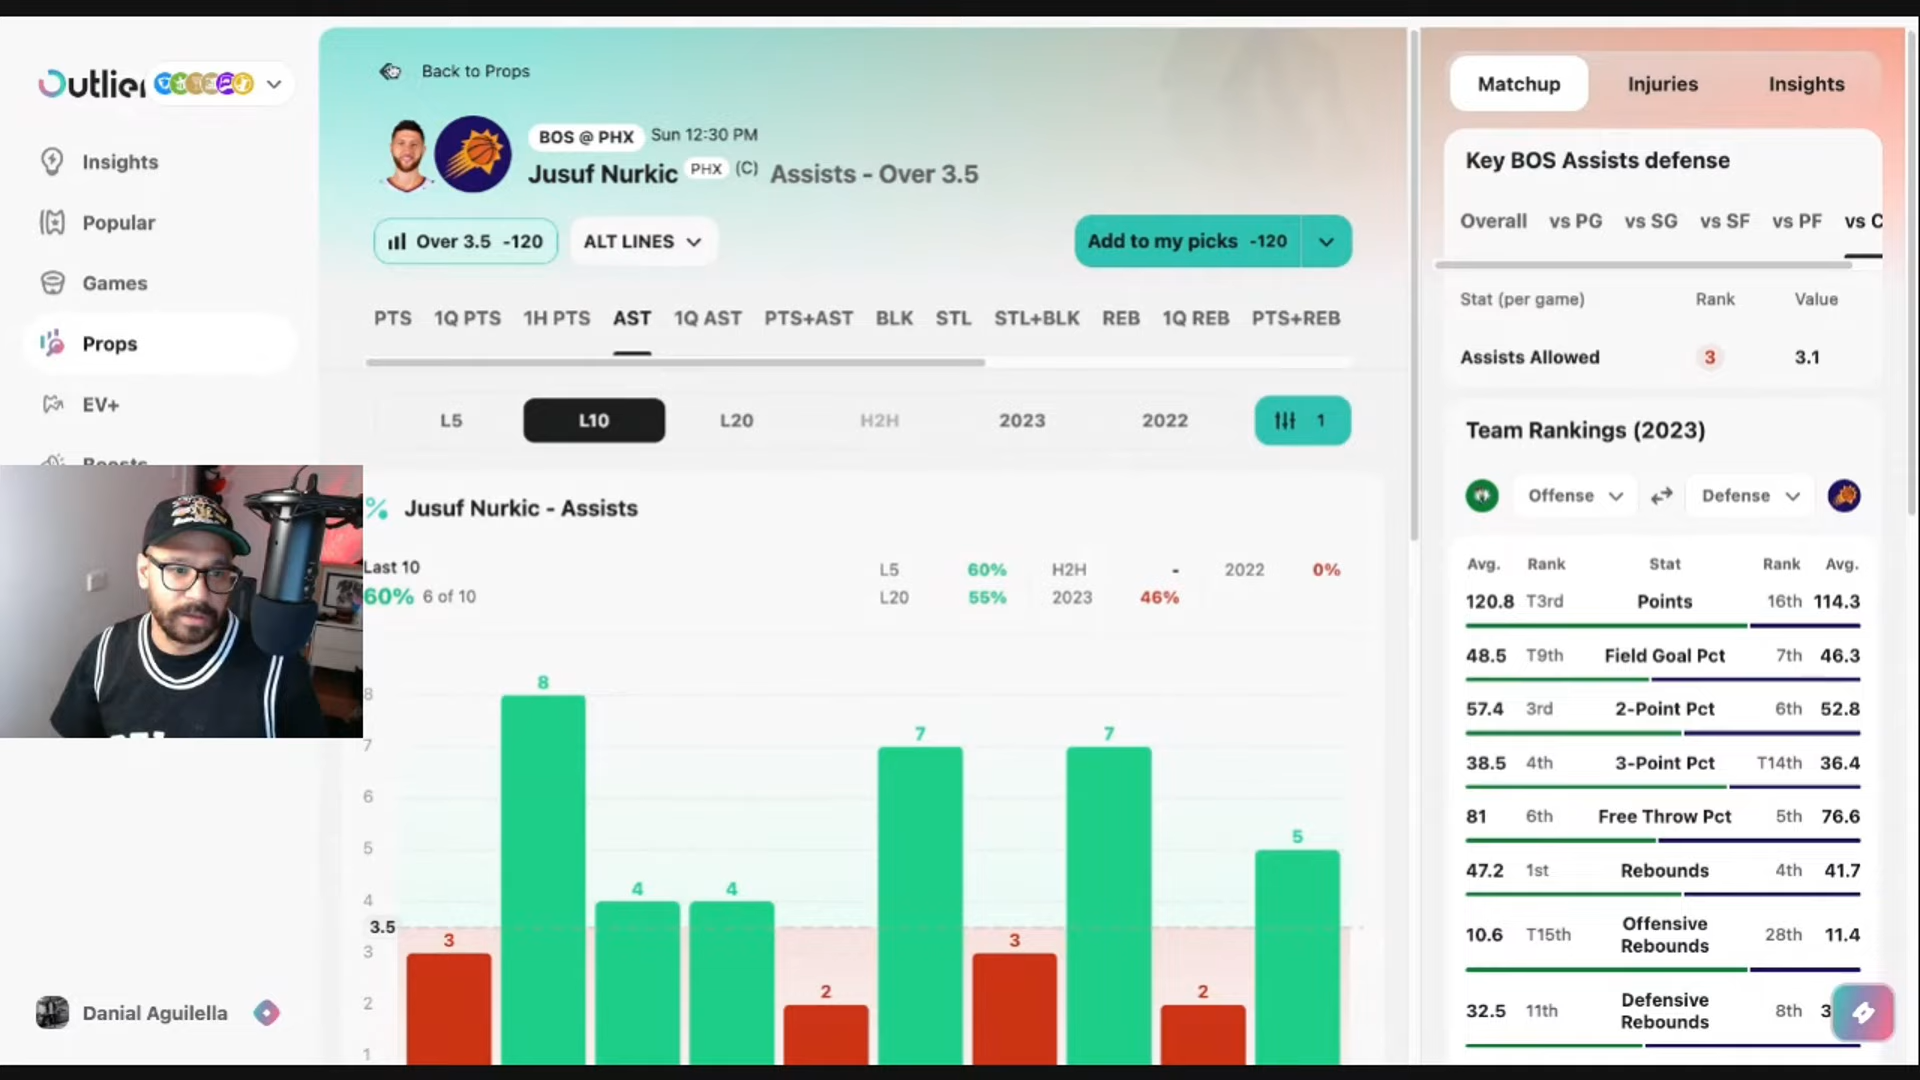 Outlier
Insights
Popular
Games
Props
EV+
Boosts
Danial Aguilella
Back to Props
BOS @ PHX Sun 12:30 PM
Jusuf Nurkic PHX (C) Assists - Over 3.5
Over 3.5 -120
ALT LINES
Add to my picks -120
PTS 1Q PTS 1H PTS AST 1Q AST PTS+AST BLK STL STL+BLK REB 1Q REB PTS+REB
L5 L10 L20 H2H 2023 2022 1
% Jusuf Nurkic - Assists
Last 10
60% 6 of 10
L5 60% H2H - 2022 0%
L20 55% 2023 46%
8
7
6
5
4
3.5
3
2
1
3 8 4 4 2 7 3 7 2 5
Matchup Injuries Insights
Key BOS Assists defense
Overall vs PG vs SG vs SF vs PF vs C
Stat (per game) Rank Value
Assists Allowed 3 3.1
Team Rankings (2023)
Offense Defense
Avg. Rank Stat Rank Avg.
120.8 T3rd Points 16th 114.3
48.5 T9th Field Goal Pct 7th 46.3
57.4 3rd 2-Point Pct 6th 52.8
38.5 4th 3-Point Pct T14th 36.4
81 6th Free Throw Pct 5th 76.6
47.2 1st Rebounds 4th 41.7
10.6 T15th Offensive Rebounds 28th 11.4
32.5 11th Defensive Rebounds 8th 3